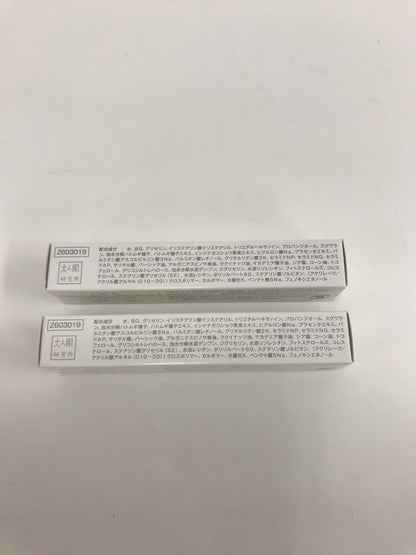 Z603019
大人肌
研究所
配合成分 : 水、BG、グリセリン、イソステアリン酸イソステアリル、トリエチルヘキサノイン、プロパンジオール、スクワラ
ン、加水分解ハトムギ種子、ハトムギ種子エキス、インドナガコショウ果実エキス、ヒアルロン酸Na、プラセンタエキス、パ
ルミチン酸アスコルビルリン酸3Na、パルミチン酸レチノール、グリチルリチン酸2K、セラミドNP、セラミドNG、セラミ
ドAP、サリチル酸、パーシック油、アルガニアスピノサ核油、ククイナッツ油、マカデミア種子油、シア脂、コーン油、トコ
フェロール、グリコシルトレハロース、加水分解水添デンプン、ジグリセリン、水添リゾレシチン、フィトステロールズ、コレス
テロール、ステアリン酸グリセリル(SE)、水添レシチン、ポリソルベート60、ステアリン酸ソルビタン、(アクリレーツ/
アクリル酸アルキル(C10-30))クロスポリマー、カルボマー、水酸化K、ペンテト酸5Na、フェノキシエタノール
Z603019
大人肌
研究所
配合成分 : 水、BG、グリセリン、イソステアリン酸イソステアリル、トリエチルヘキサノイン、プロパンジオール、スクワラ
ン、加水分解ハトムギ種子、ハトムギ種子エキス、インドナガコショウ果実エキス、ヒアルロン酸Na、プラセンタエキス、パ
ルミチン酸アスコルビルリン酸3Na、パルミチン酸レチノール、グリチルリチン酸2K、セラミドNP、セラミドNG、セラミ
ドAP、サリチル酸、パーシック油、アルガニアスピノサ核油、ククイナッツ油、マカデミア種子油、シア脂、コーン油、トコ
フェロール、グリコシルトレハロース、加水分解水添デンプン、ジグリセリン、水添リゾレシチン、フィトステロールズ、コレス
テロール、ステアリン酸グリセリル(SE)、水添レシチン、ポリソルベート60、ステアリン酸ソルビタン、(アクリレーツ/
アクリル酸アルキル(C10-30))クロスポリマー、カルボマー、水酸化K、ペンテト酸5Na、フェノキシエタノール